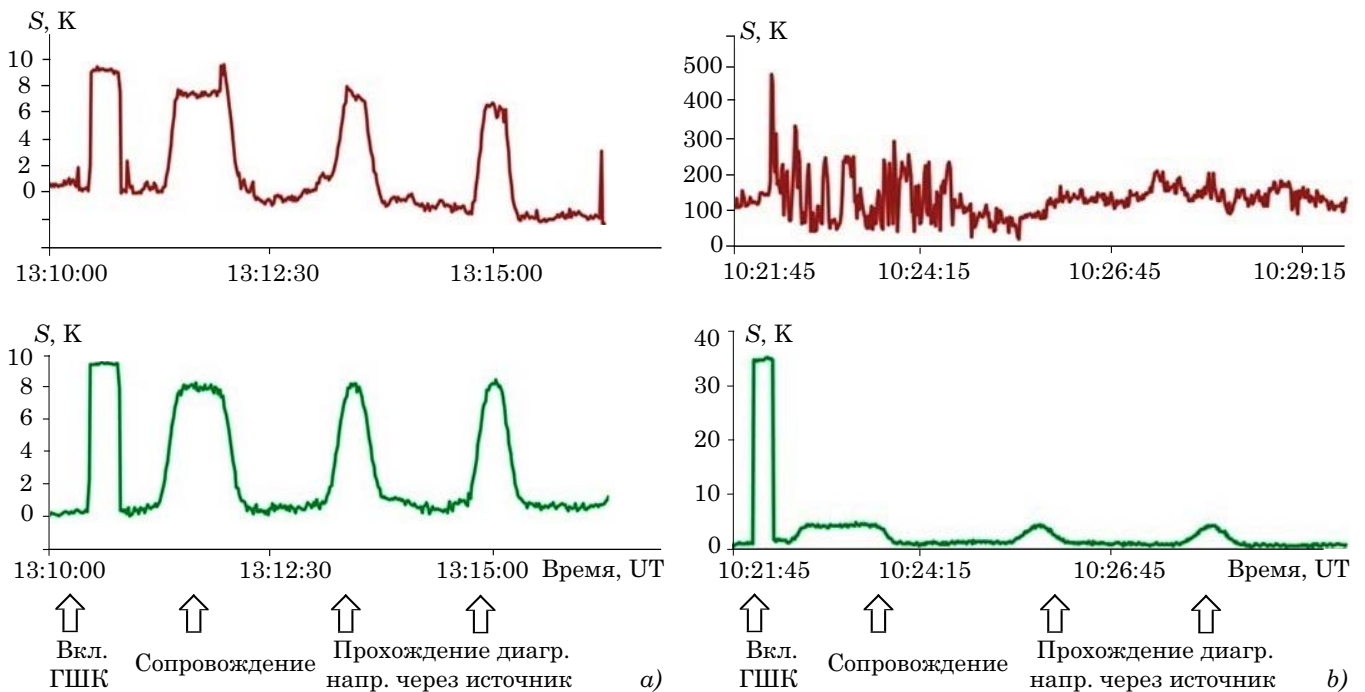 S, K
10
8
6
4
2
0
13:10:00 13:12:30 13:15:00
S, K
500
400
300
200
100
0
10:21:45 10:24:15 10:26:45 10:29:15
S, K
10
8
6
4
2
0
13:10:00 13:12:30 13:15:00 Время, UT
Вкл.
ГШК
Сопровождение
Прохождение диагр.
напр. через источник
a)
S, K
40
30
20
10
0
10:21:45 10:24:15 10:26:45 Время, UT
Вкл.
ГШК
Сопровождение
Прохождение диагр.
напр. через источник
b)